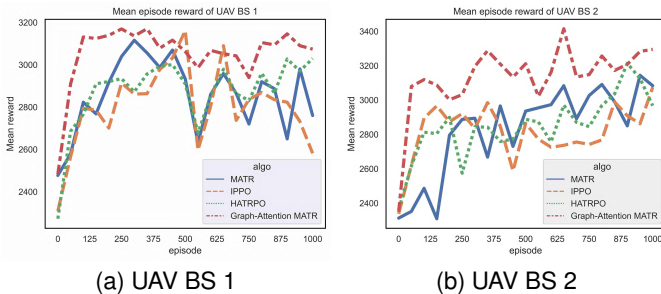 Mean episode reward of UAV BS 1
3200
3000
2800
2600
2400
Mean reward
algo
MATR
IPPO
HATRPO
Graph-Attention MATR
0 125 250 375 500 625 750 875 1000
episode
(a) UAV BS 1
Mean episode reward of UAV BS 2
3400
3200
3000
2800
2600
2400
Mean reward
algo
MATR
IPPO
HATRPO
Graph-Attention MATR
0 125 250 375 500 625 750 875 1000
episode
(b) UAV BS 2